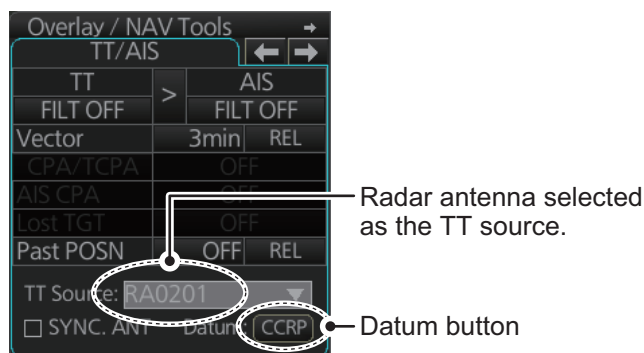 Overlay / NAV Tools
TT/AIS
TT > AIS
FILT OFF FILT OFF
Vector 3min REL
CPA/TCPA OFF
AIS CPA OFF
Lost TGT OFF
Past POSN OFF REL
TT Source: RA0201
SYNC. ANT Datum: CCRP
Radar antenna selected
as the TT source.
Datum button